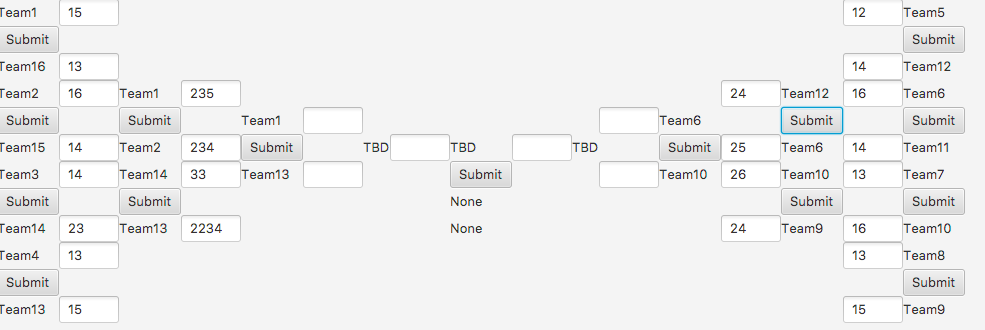 Team1 15 12 Team5
Submit Submit
Team16 13 14 Team12
Team2 16 Team1 235 24 Team12 16 Team6
Submit Submit Team1 Team6 Submit Submit
Team15 14 Team2 234 Submit TBD TBD TBD Submit 25 Team6 14 Team11
Team3 14 Team14 33 Team13 Submit Team10 26 Team10 13 Team7
Submit Submit None Submit Submit
Team14 23 Team13 2234 None 24 Team9 16 Team10
Team4 13 13 Team8
Submit Submit
Team13 15 15 Team9